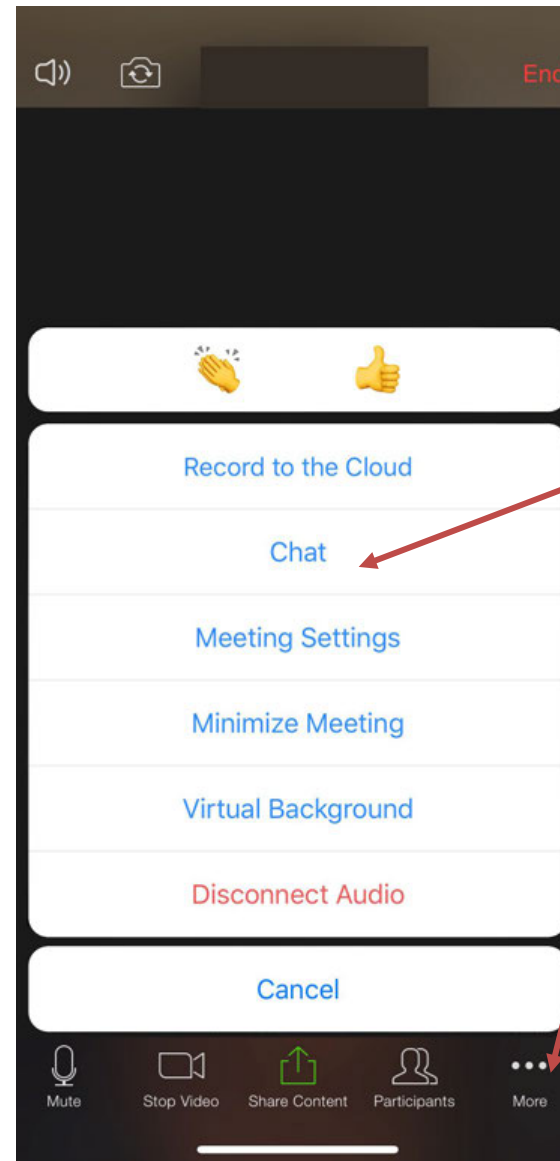 End
Record to the Cloud
Chat
Meeting Settings
Minimize Meeting
Virtual Background
Disconnect Audio
Cancel
Mute Stop Video Share Content Participants More